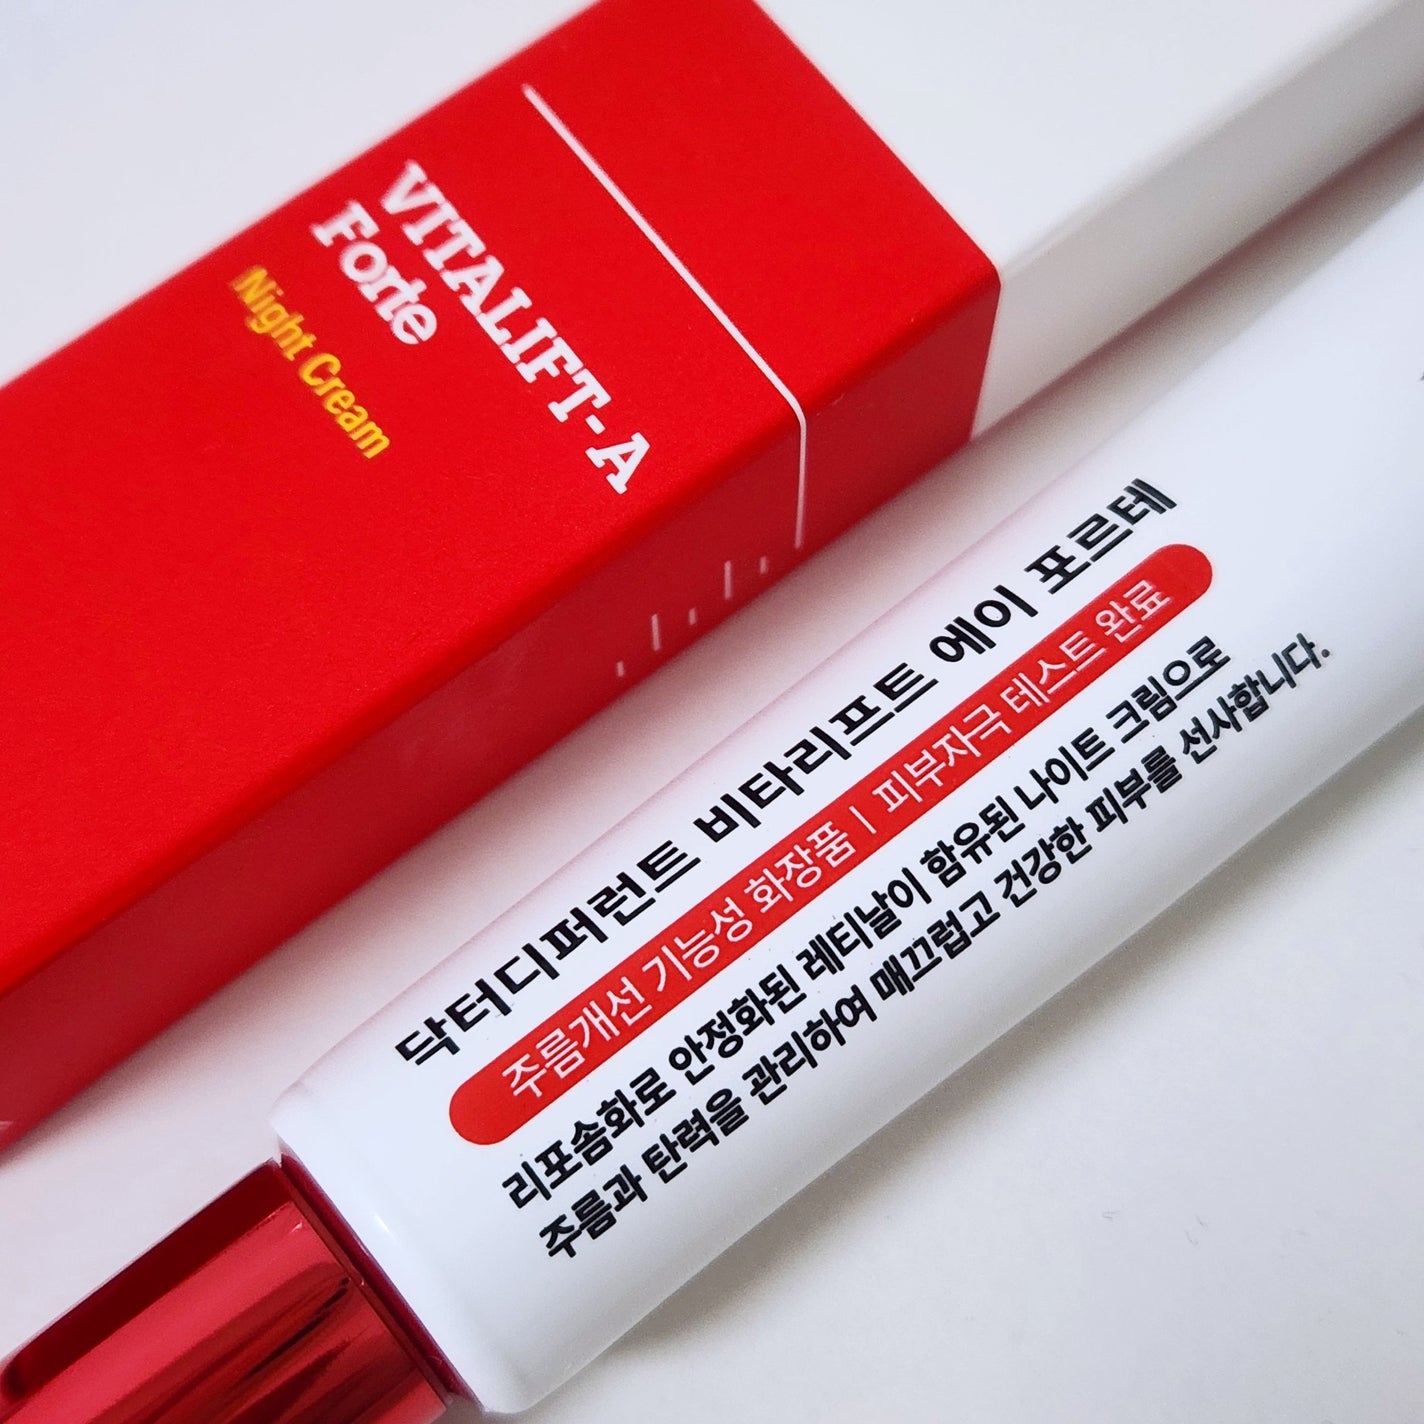 VITALIFT-A
Forte
Night Cream
닥터디퍼런트 비타리프트 에이 포르테
주름개선 기능성 화장품 | 피부자극 테스트 완료
리포솜화로 안정화된 레티날이 함유된 나이트 크림으로
주름과 탄력을 관리하여 매끄럽고 건강한 피부를 선사합니다.